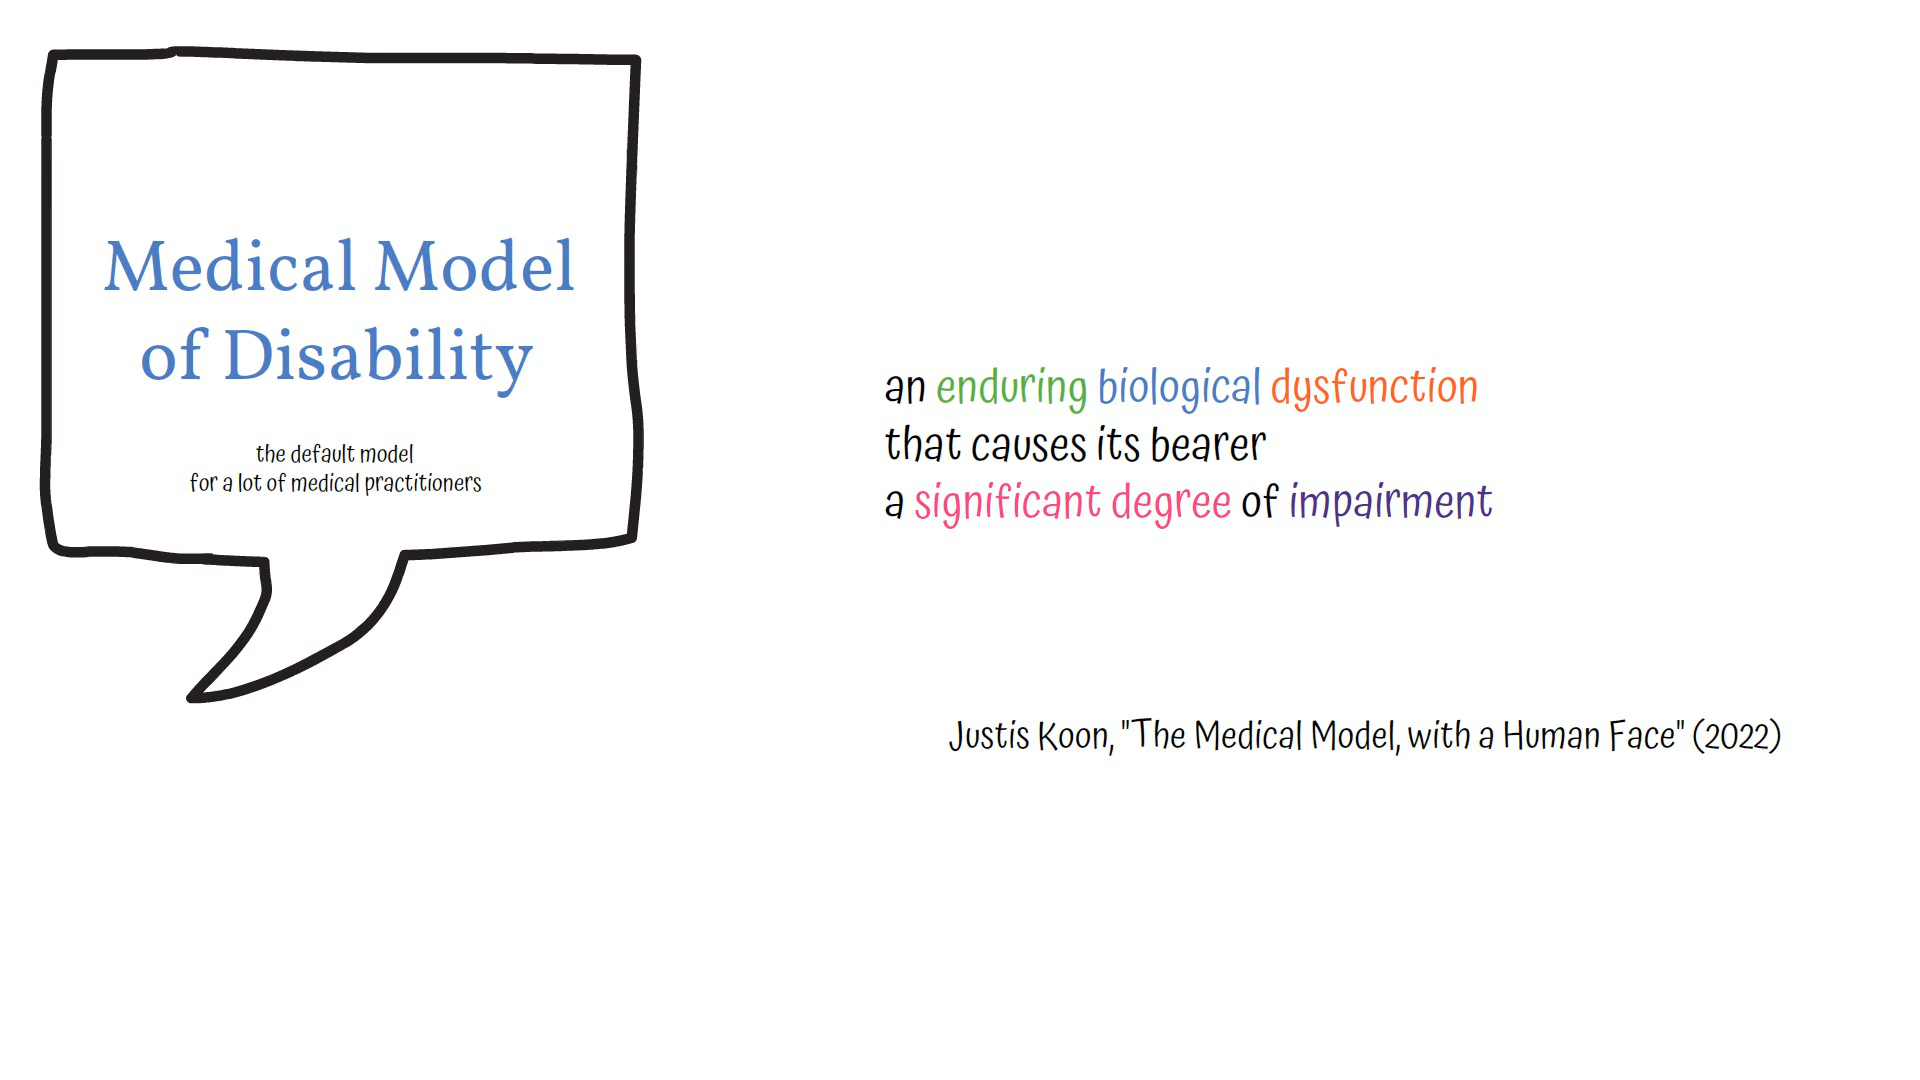 Medical Model
of Disability
the default model
for a lot of medical practitioners
an enduring biological dysfunction
that causes its bearer
a significant degree of impairment
Justis Koon, "The Medical Model, with a Human Face" (2022)